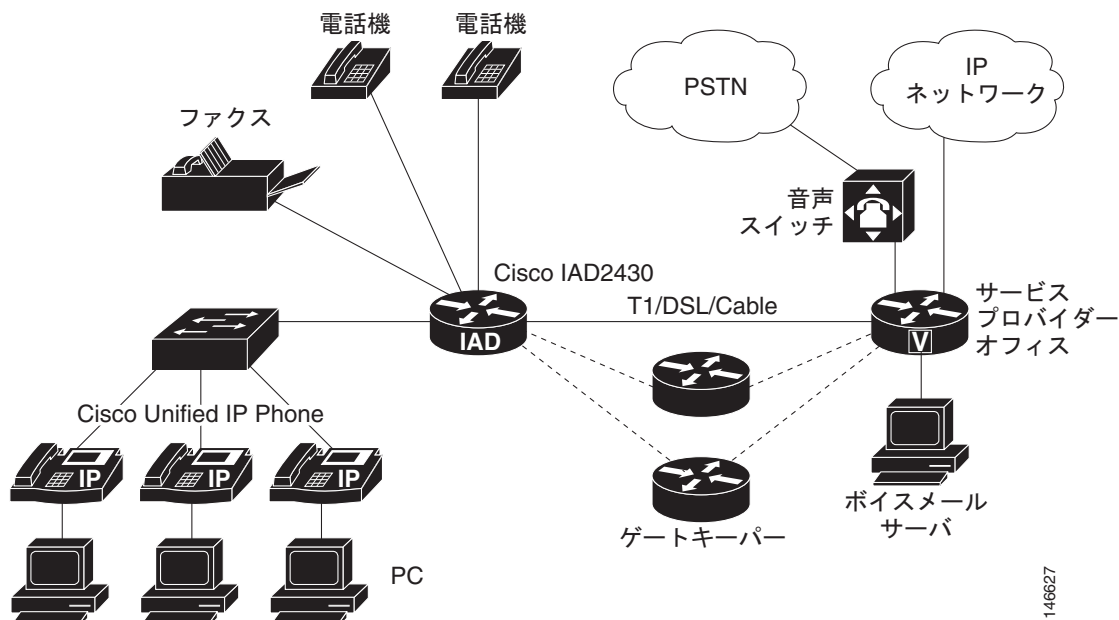 電話機
電話機
PSTN
IP
ネットワーク
ファクス
音声
スイッチ
Cisco IAD2430
T1/DSL/Cable
サービス
プロバイダー
オフィス
IAD
V
Cisco Unified IP Phone
IP
IP
IP
ボイスメール
サーバ
ゲートキーパー
PC
146627